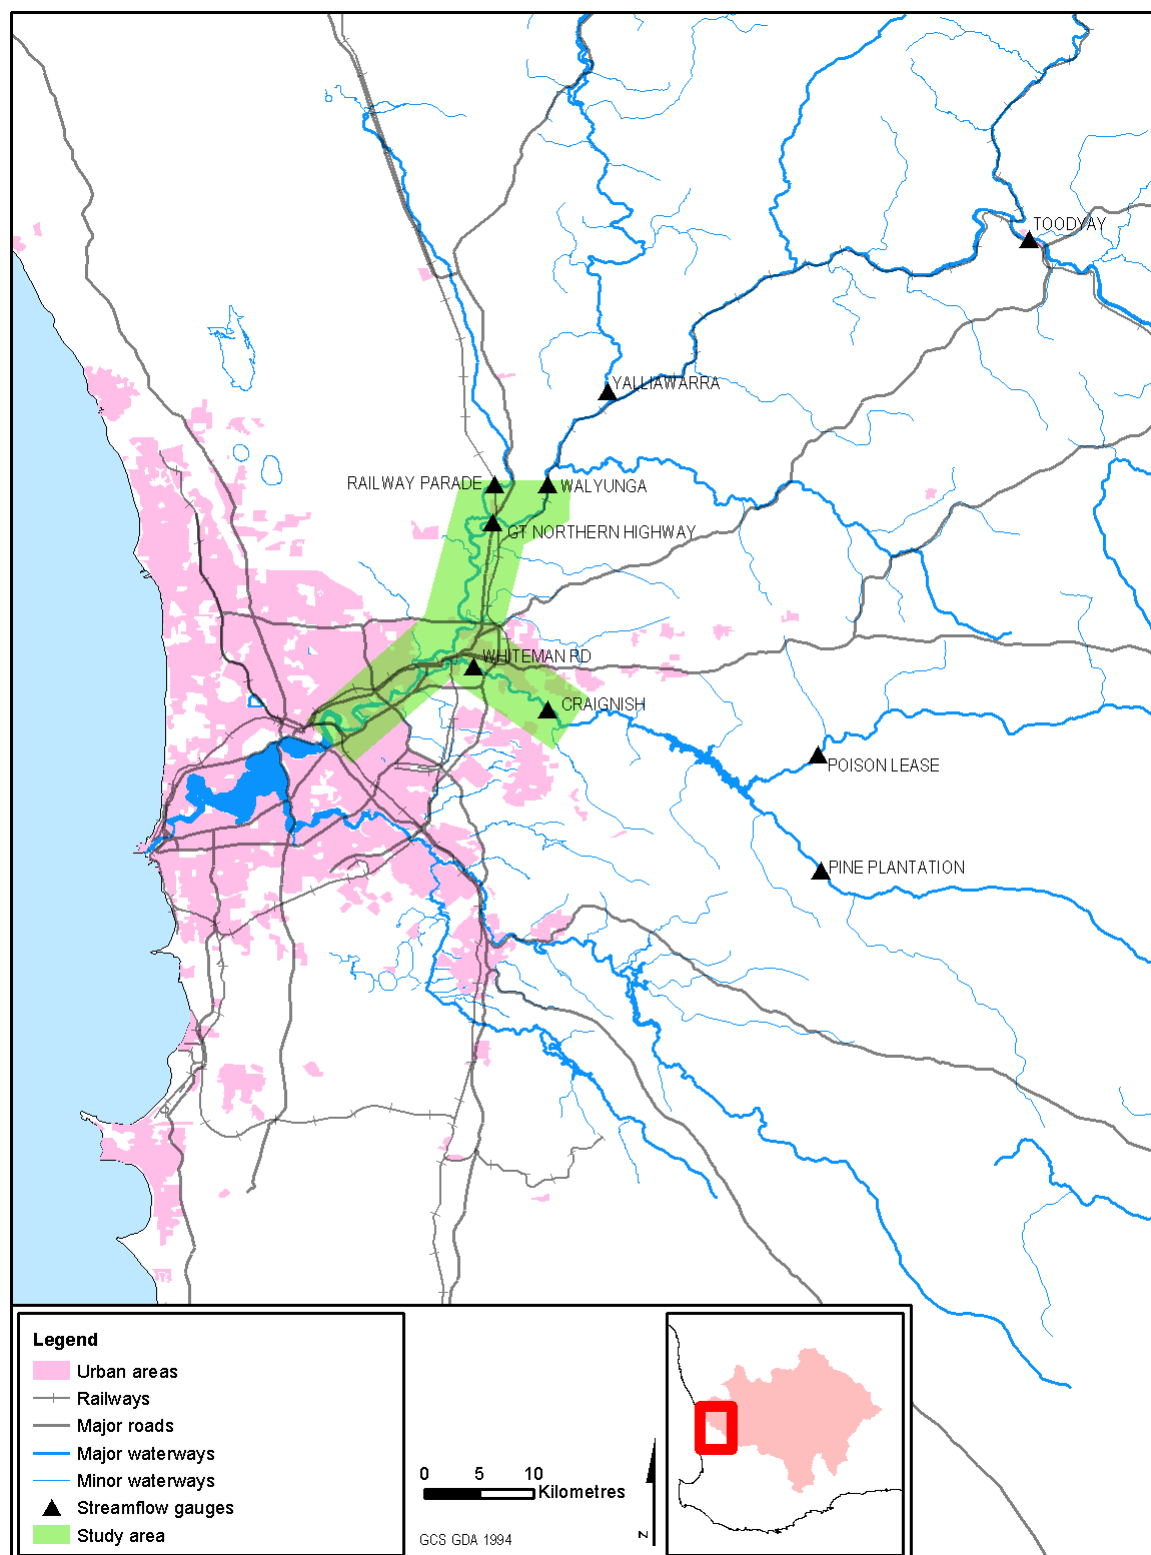 TOODYAY
YALLIAWARRA
RAILWAY PARADE
WALYUNGA
GT NORTHERN HIGHWAY
WHITEMAN RD
CRAIGNISH
POISON LEASE
PINE PLANTATION
Legend
Urban areas
Railways
Major roads
Major waterways
Minor waterways
Streamflow gauges
Study area
0 5 10
Kilometres
GCS GDA 1994
N